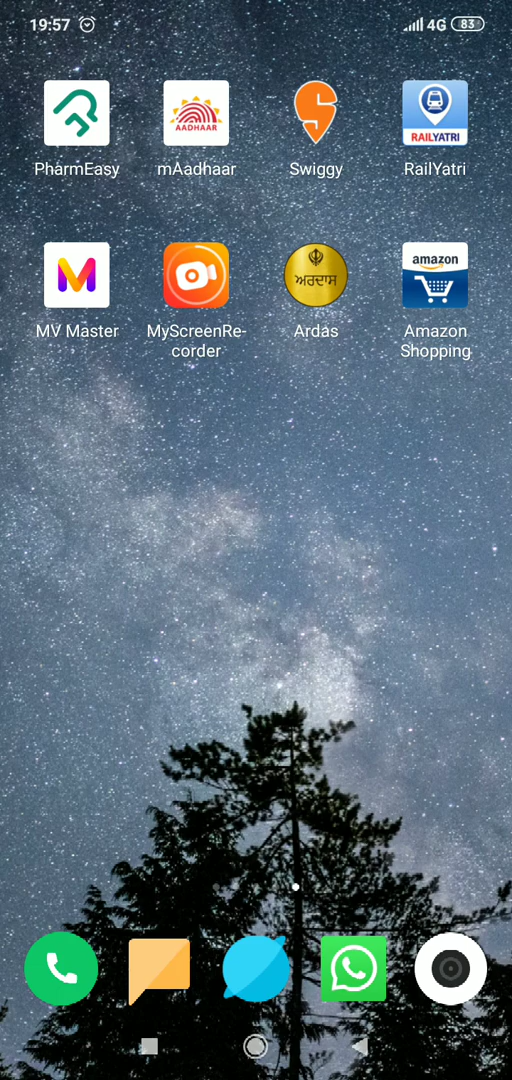 19:57 4G 83
AADHAAR
RAILYATRI
PharmEasy mAadhaar Swiggy RailYatri
ਅਰਦਾਸ
amazon
MV Master MyScreenRe- Ardas Amazon
corder Shopping